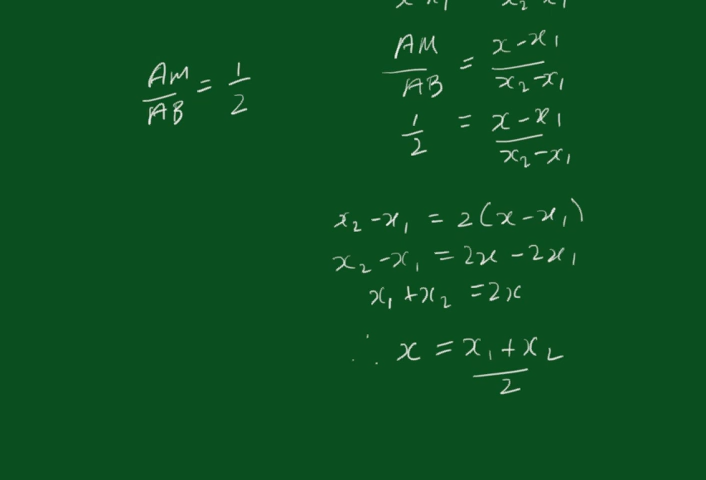 AM/AB = 1/2
AM/AB = x-x₁/x₂-x₁
1/2 = x-x₁/x₂-x₁
x₂-x₁ = 2(x-x₁)
x₂-x₁ = 2x-2x₁
x₁+x₂ = 2x
∴ x = x₁+x₂/2